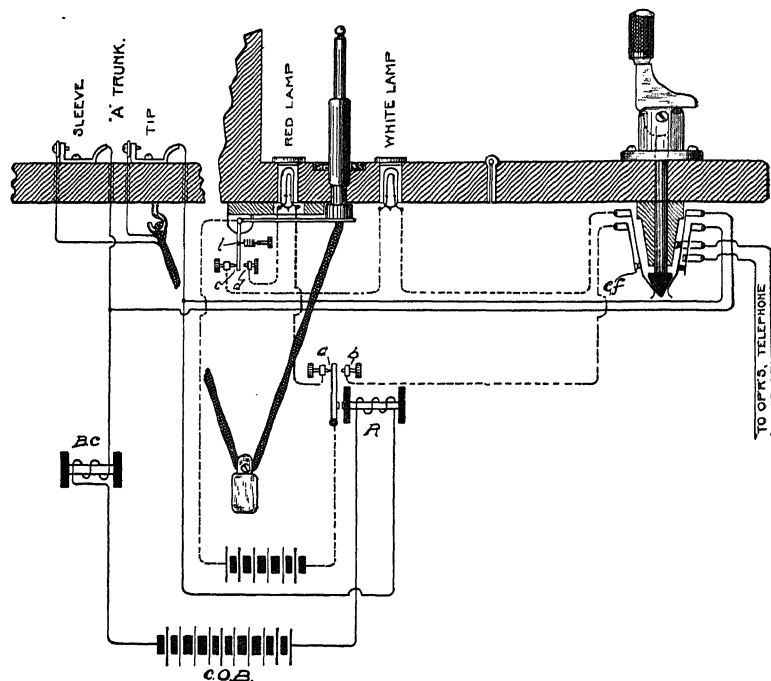 SLEEVE
"A" TRUNK.
TIP
RED LAMP
WHITE LAMP
l
c
d
e f
a
b
R
B C
TO OPR'S. TELEPHONE
C.O.B.